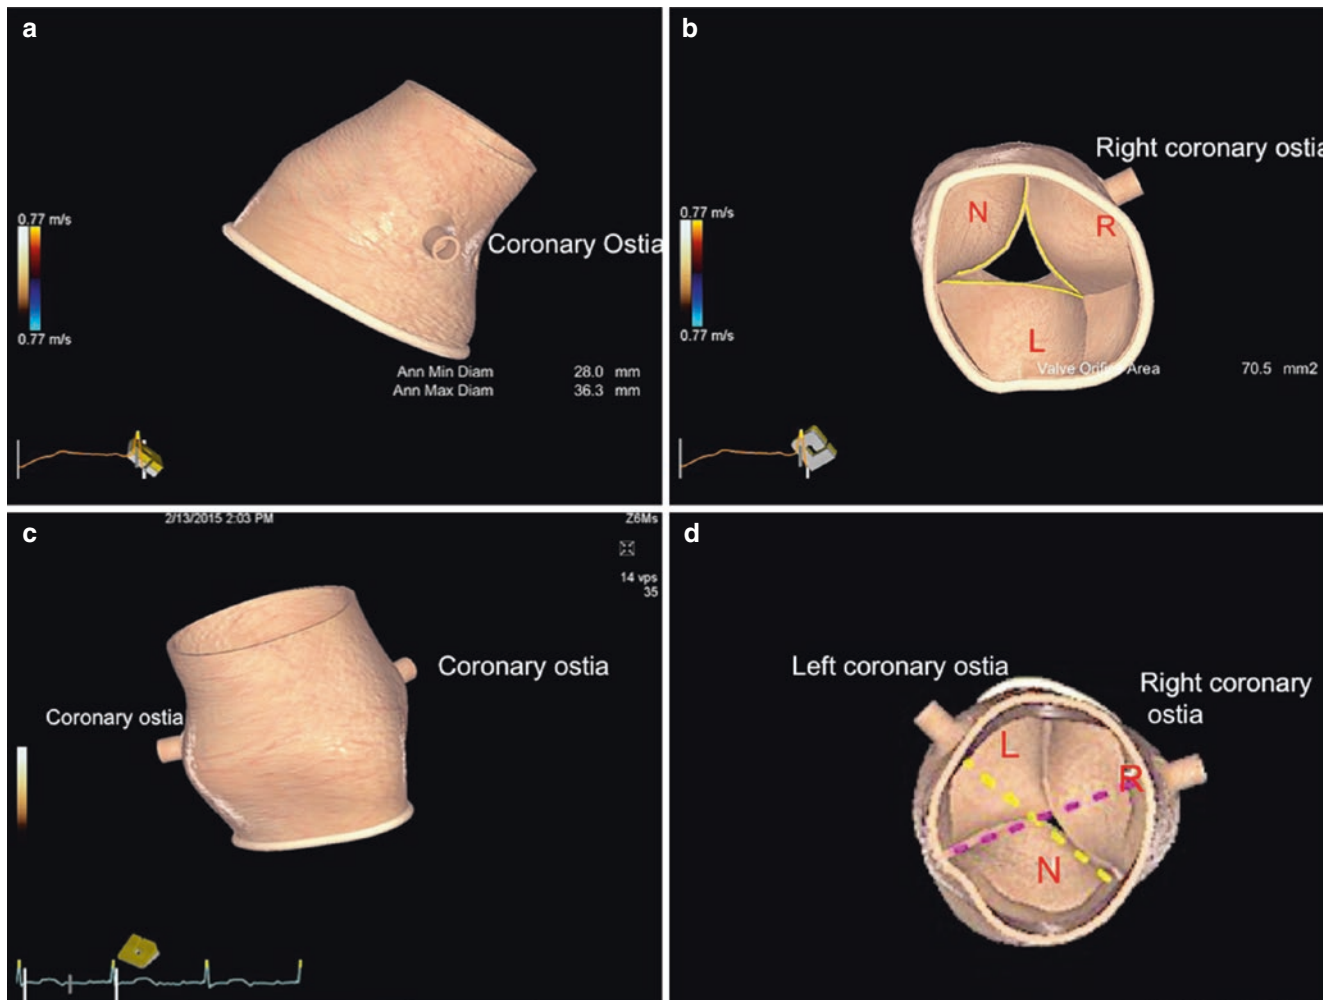 a
0.77 m/s
Coronary Ostia
0.77 m/s
Ann Min Diam 28.0 mm
Ann Max Diam 36.3 mm
b
Right coronary ostia
N
R
0.77 m/s
0.77 m/s
L
Valve Orifice Area 70.5 mm2
c
2/13/2015 2:03 PM
Z6Ms
14 vps
35
Coronary ostia
Coronary ostia
d
Left coronary ostia
Right coronary
ostia
L
R
N